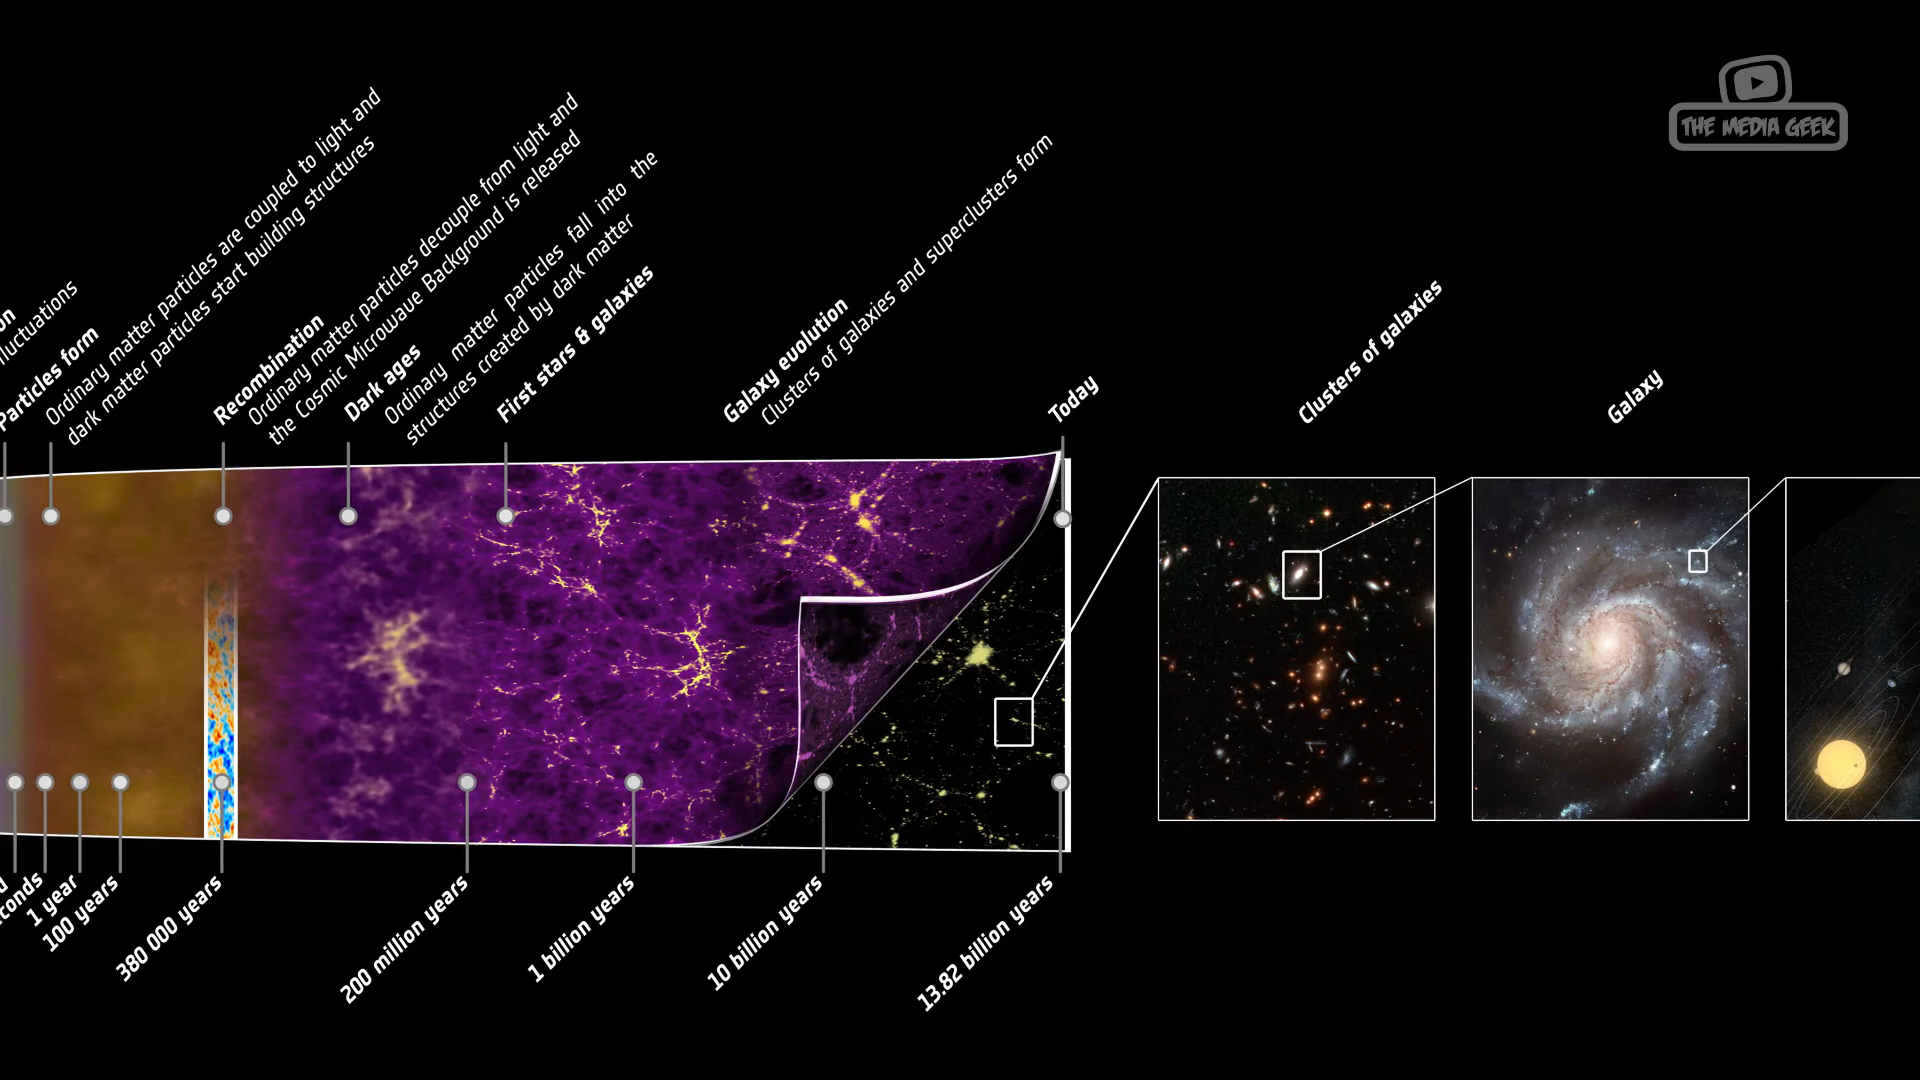 THE MEDIA GEEK
Particles form
Ordinary matter particles are coupled to light and
dark matter particles start building structures
Recombination
Ordinary matter particles decouple from light and
the Cosmic Microwave Background is released
Dark ages
Ordinary matter particles fall into the
structures created by dark matter
First stars & galaxies
Galaxy evolution
Clusters of galaxies and superclusters form
Today
Clusters of galaxies
Galaxy
1 year
100 years
380 000 years
200 million years
1 billion years
10 billion years
13.82 billion years